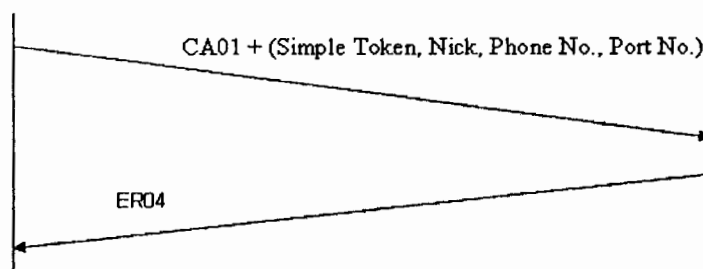 CA01 + (Simple Token, Nick, Phone No., Port No.)
ER04